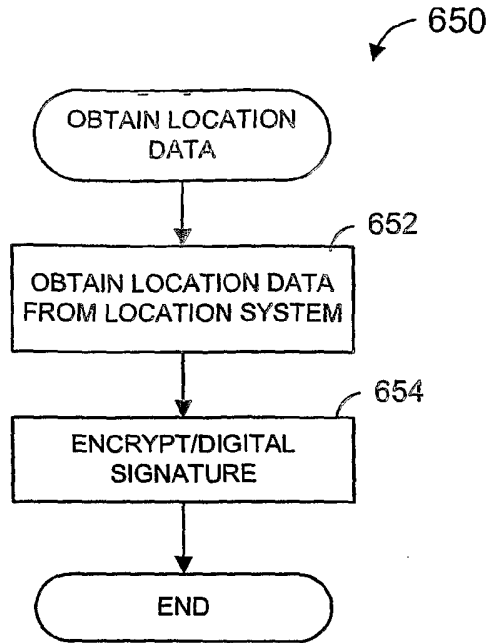 650
OBTAIN LOCATION
DATA
652
OBTAIN LOCATION DATA
FROM LOCATION SYSTEM
654
ENCRYPT/DIGITAL
SIGNATURE
END